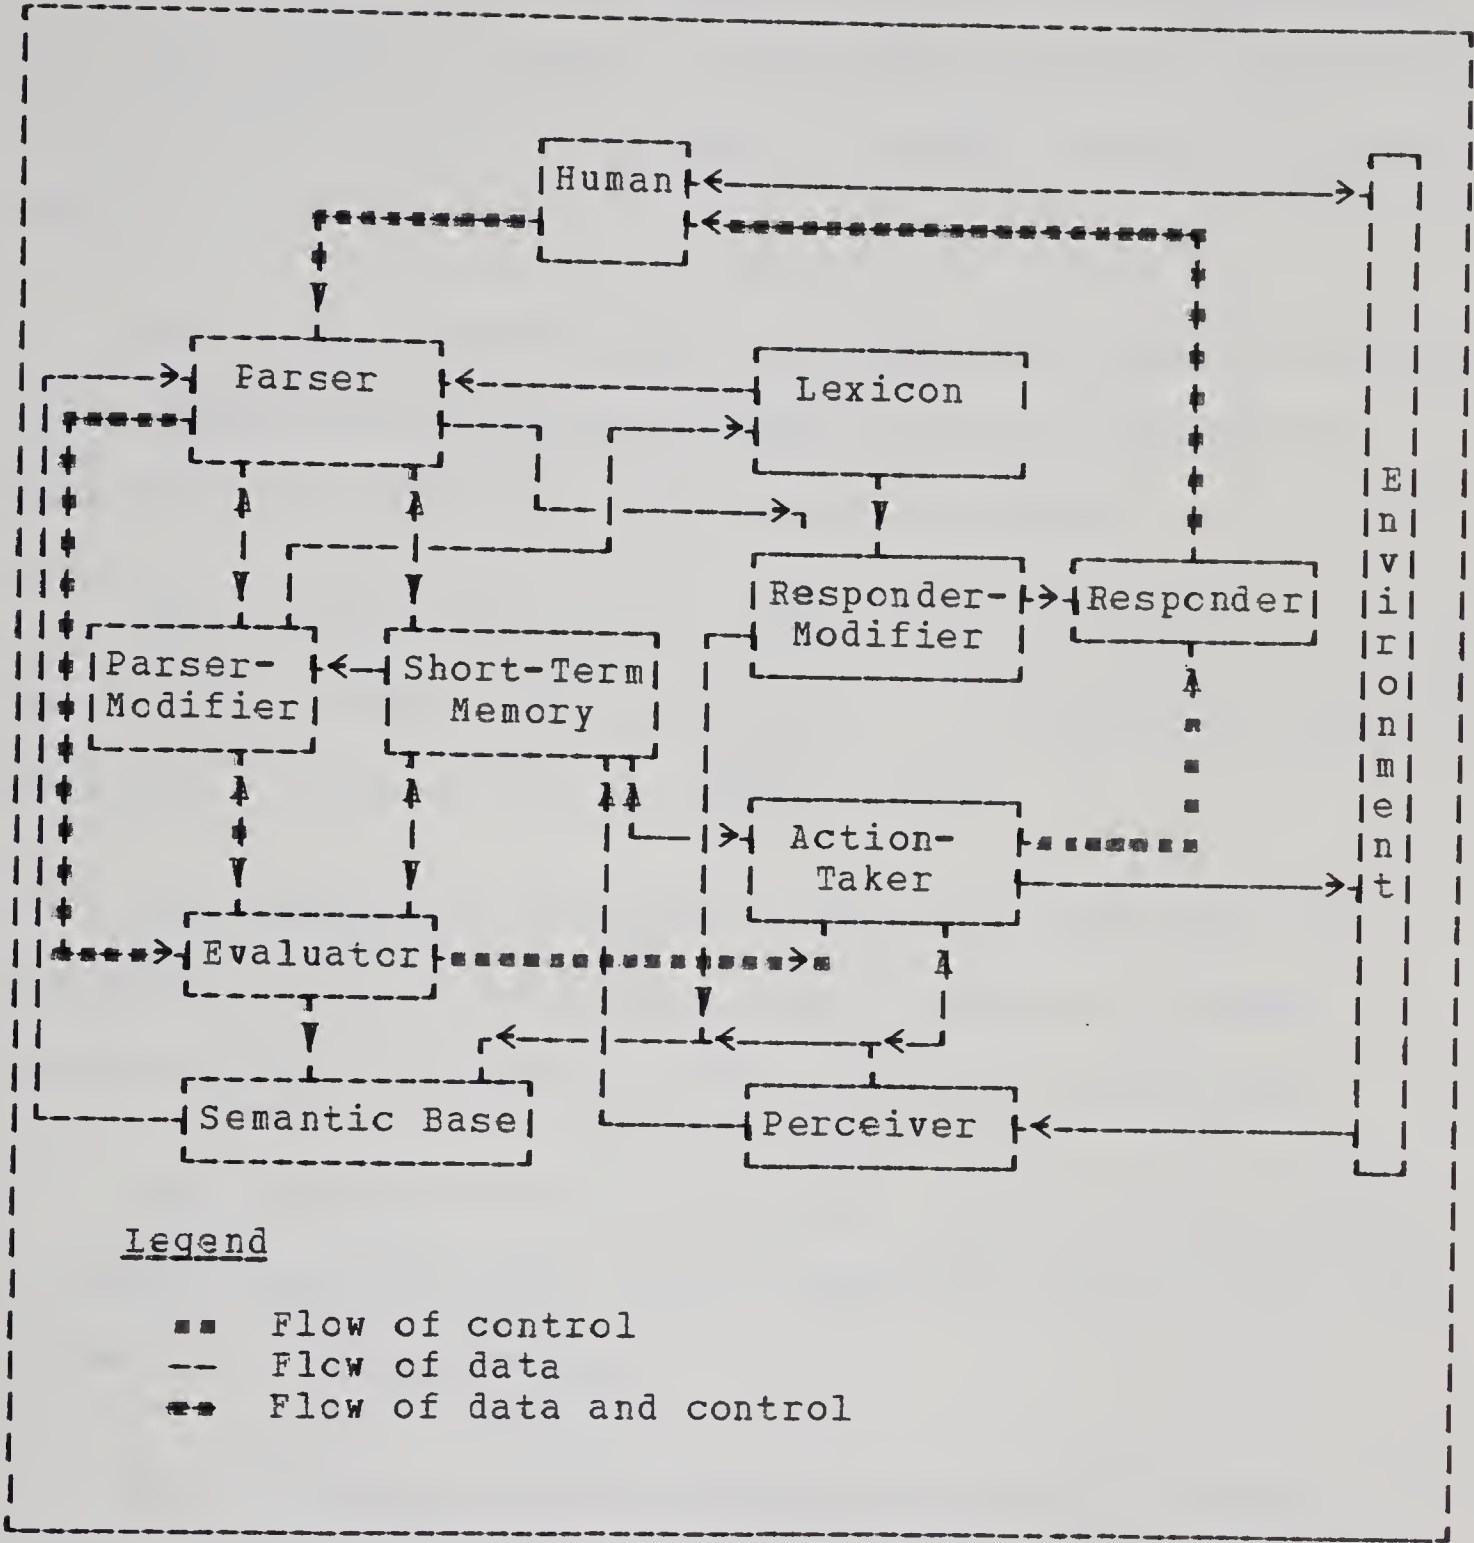 Human
Parser
Lexicon
Environment
Responder-
Modifier
Responder
Parser-
Modifier
Short-Term
Memory
Action-
Taker
Evaluator
Semantic Base
Perceiver
Legend
Flow of control
Flow of data
Flow of data and control